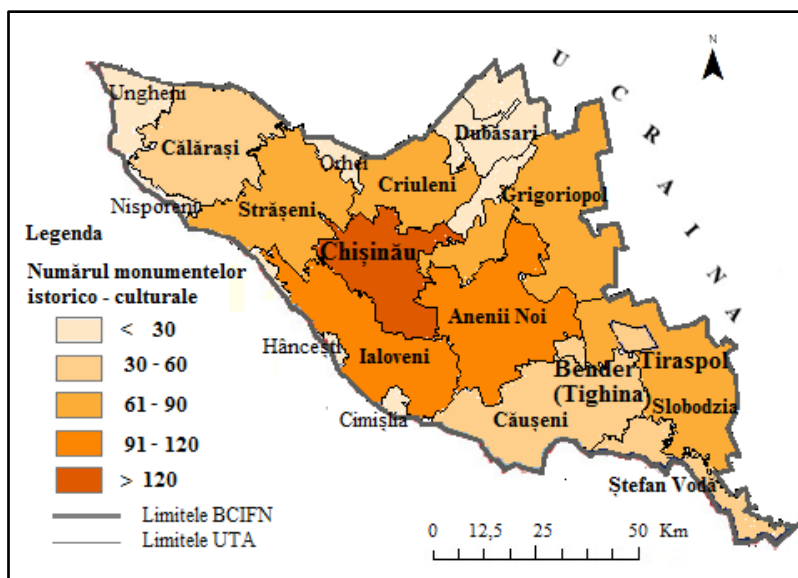 N
UCRAINA
Ungheni
Călărași
Orhei
Dubăsari
Criuleni
Grigoriopol
Nisporeni
Strășeni
Chișinău
Anenii Noi
Hâncești
Ialoveni
Bender
(Tighina)
Tiraspol
Slobodzia
Cimișlia
Căușeni
Ștefan Vodă
Legenda
Numărul monumentelor
istorico - culturale
< 30
30 - 60
61 - 90
91 - 120
> 120
Limitele BCIFN
Limitele UTA
0 12,5 25 50 Km